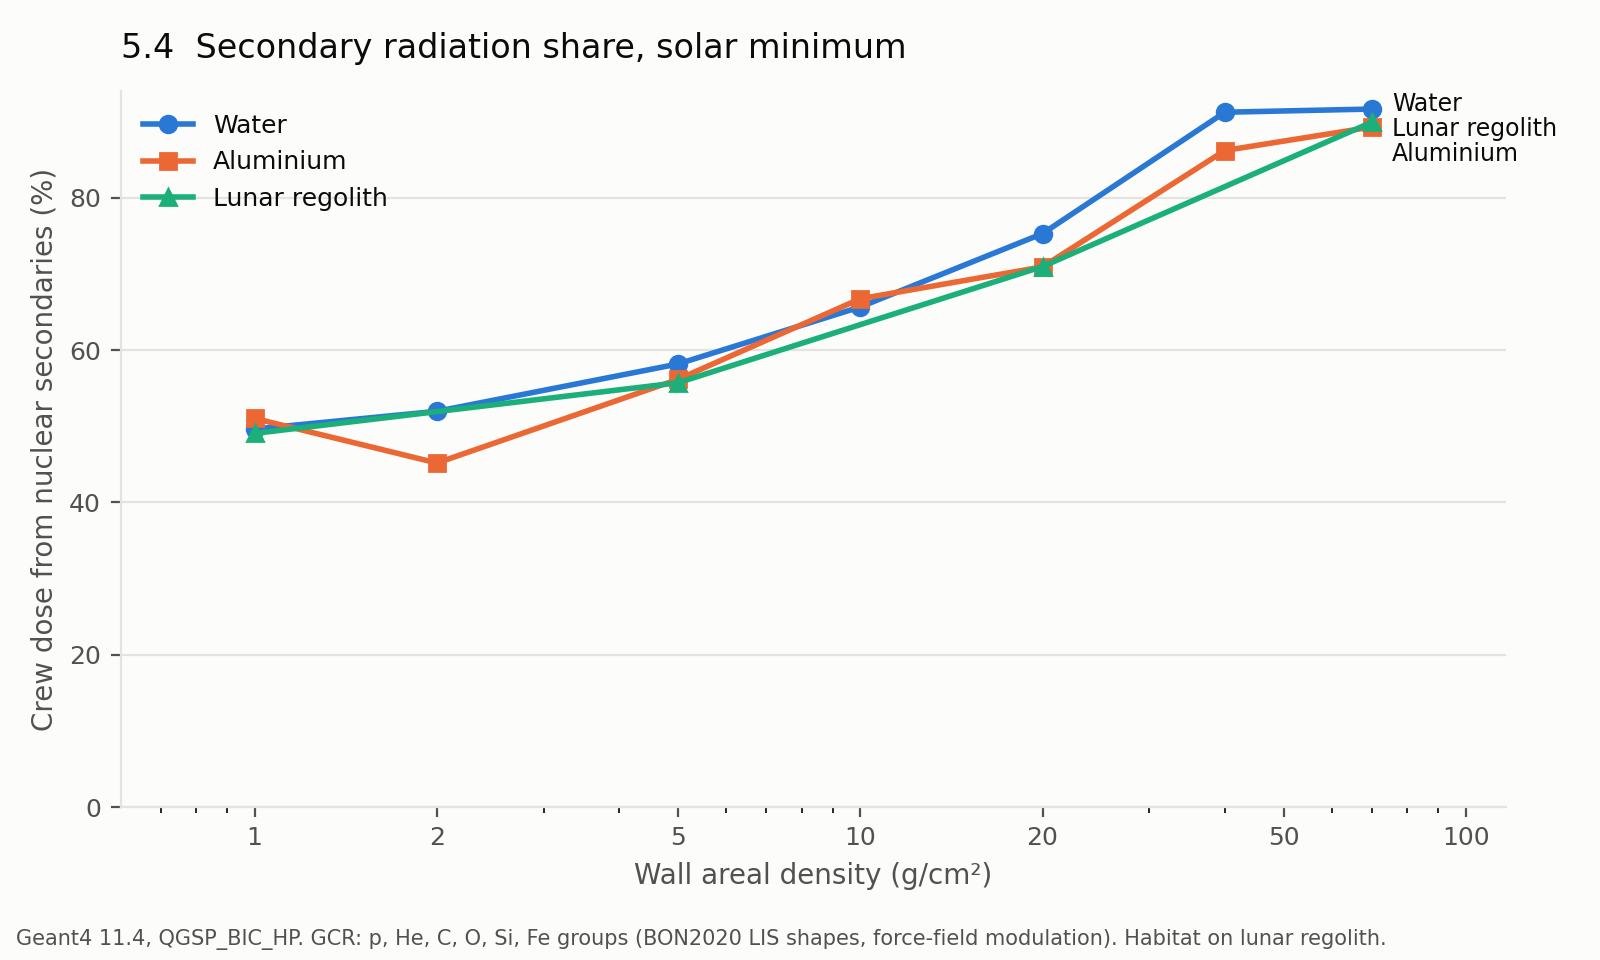 5.4  Secondary radiation share, solar minimum
Water
Aluminium
Lunar regolith
Water
Lunar regolith
Aluminium
Crew dose from nuclear secondaries (%)
80
60
40
20
0
1 2 5 10 20 50 100
Wall areal density (g/cm²)
Geant4 11.4, QGSP_BIC_HP. GCR: p, He, C, O, Si, Fe groups (BON2020 LIS shapes, force-field modulation). Habitat on lunar regolith.